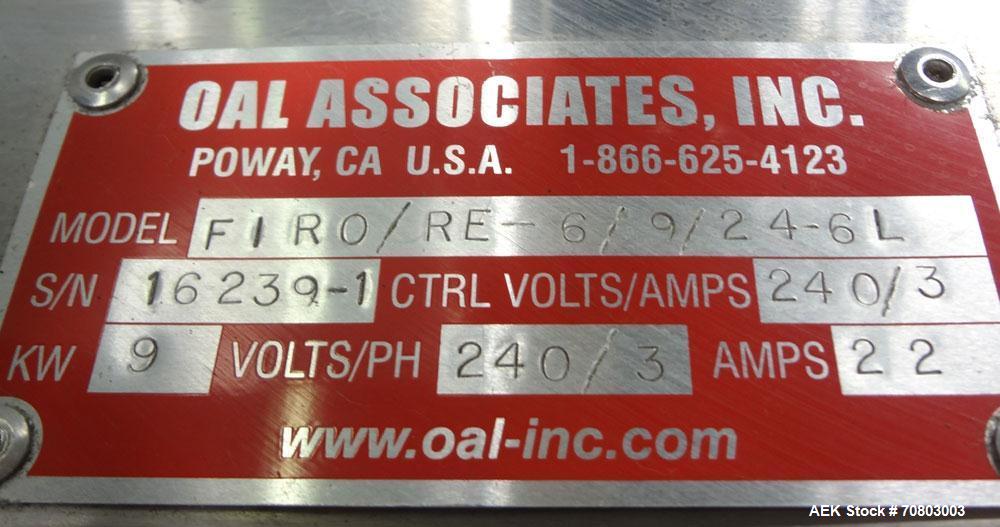 OAL ASSOCIATES, INC.
POWAY, CA U.S.A. 1-866-625-4123
MODEL FIRO/RE-6/9/24-6L
S/N 16239-1 CTRL VOLTS/AMPS 240/3
KW 9 VOLTS/PH 240/3 AMPS 22
www.oal-inc.com
AEK Stock # 70803003